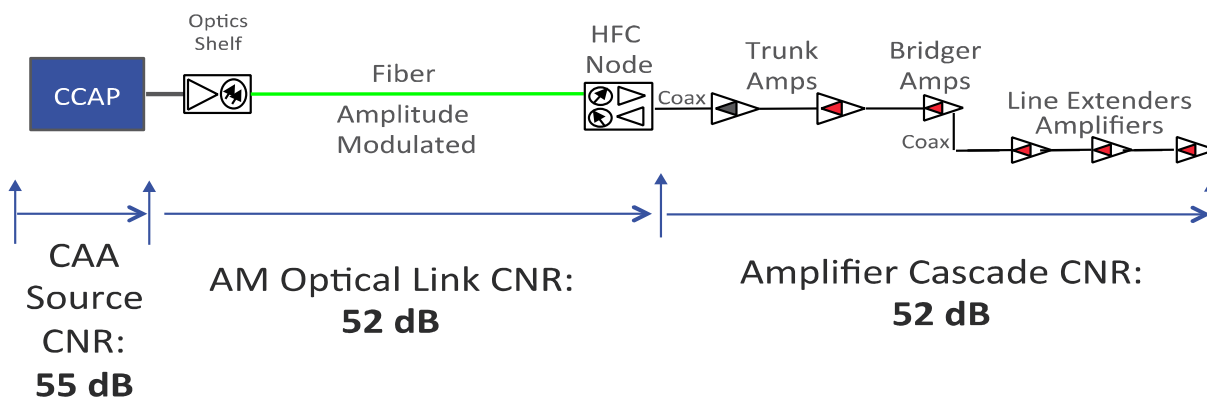 CCAP
Optics
Shelf
Fiber
Amplitude
Modulated
HFC
Node
Coax
Trunk
Amps
Bridger
Amps
Coax
Line Extenders
Amplifiers
CAA
Source
CNR:
55 dB
AM Optical Link CNR:
52 dB
Amplifier Cascade CNR:
52 dB